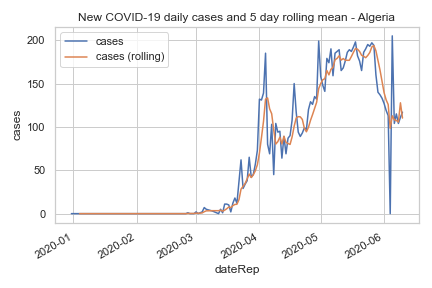 New COVID-19 daily cases and 5 day rolling mean - Algeria
cases
cases (rolling)
200
150
100
50
0
cases
2020-01
2020-02
2020-03
2020-04
2020-05
2020-06
dateRep